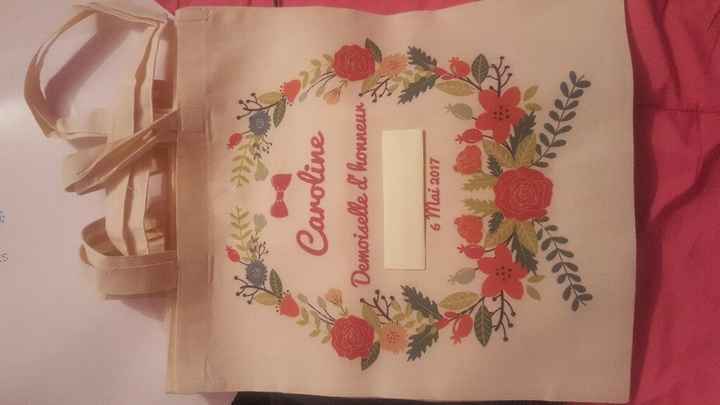 Caroline
Demoiselle d'honneur
6 Mai 2017